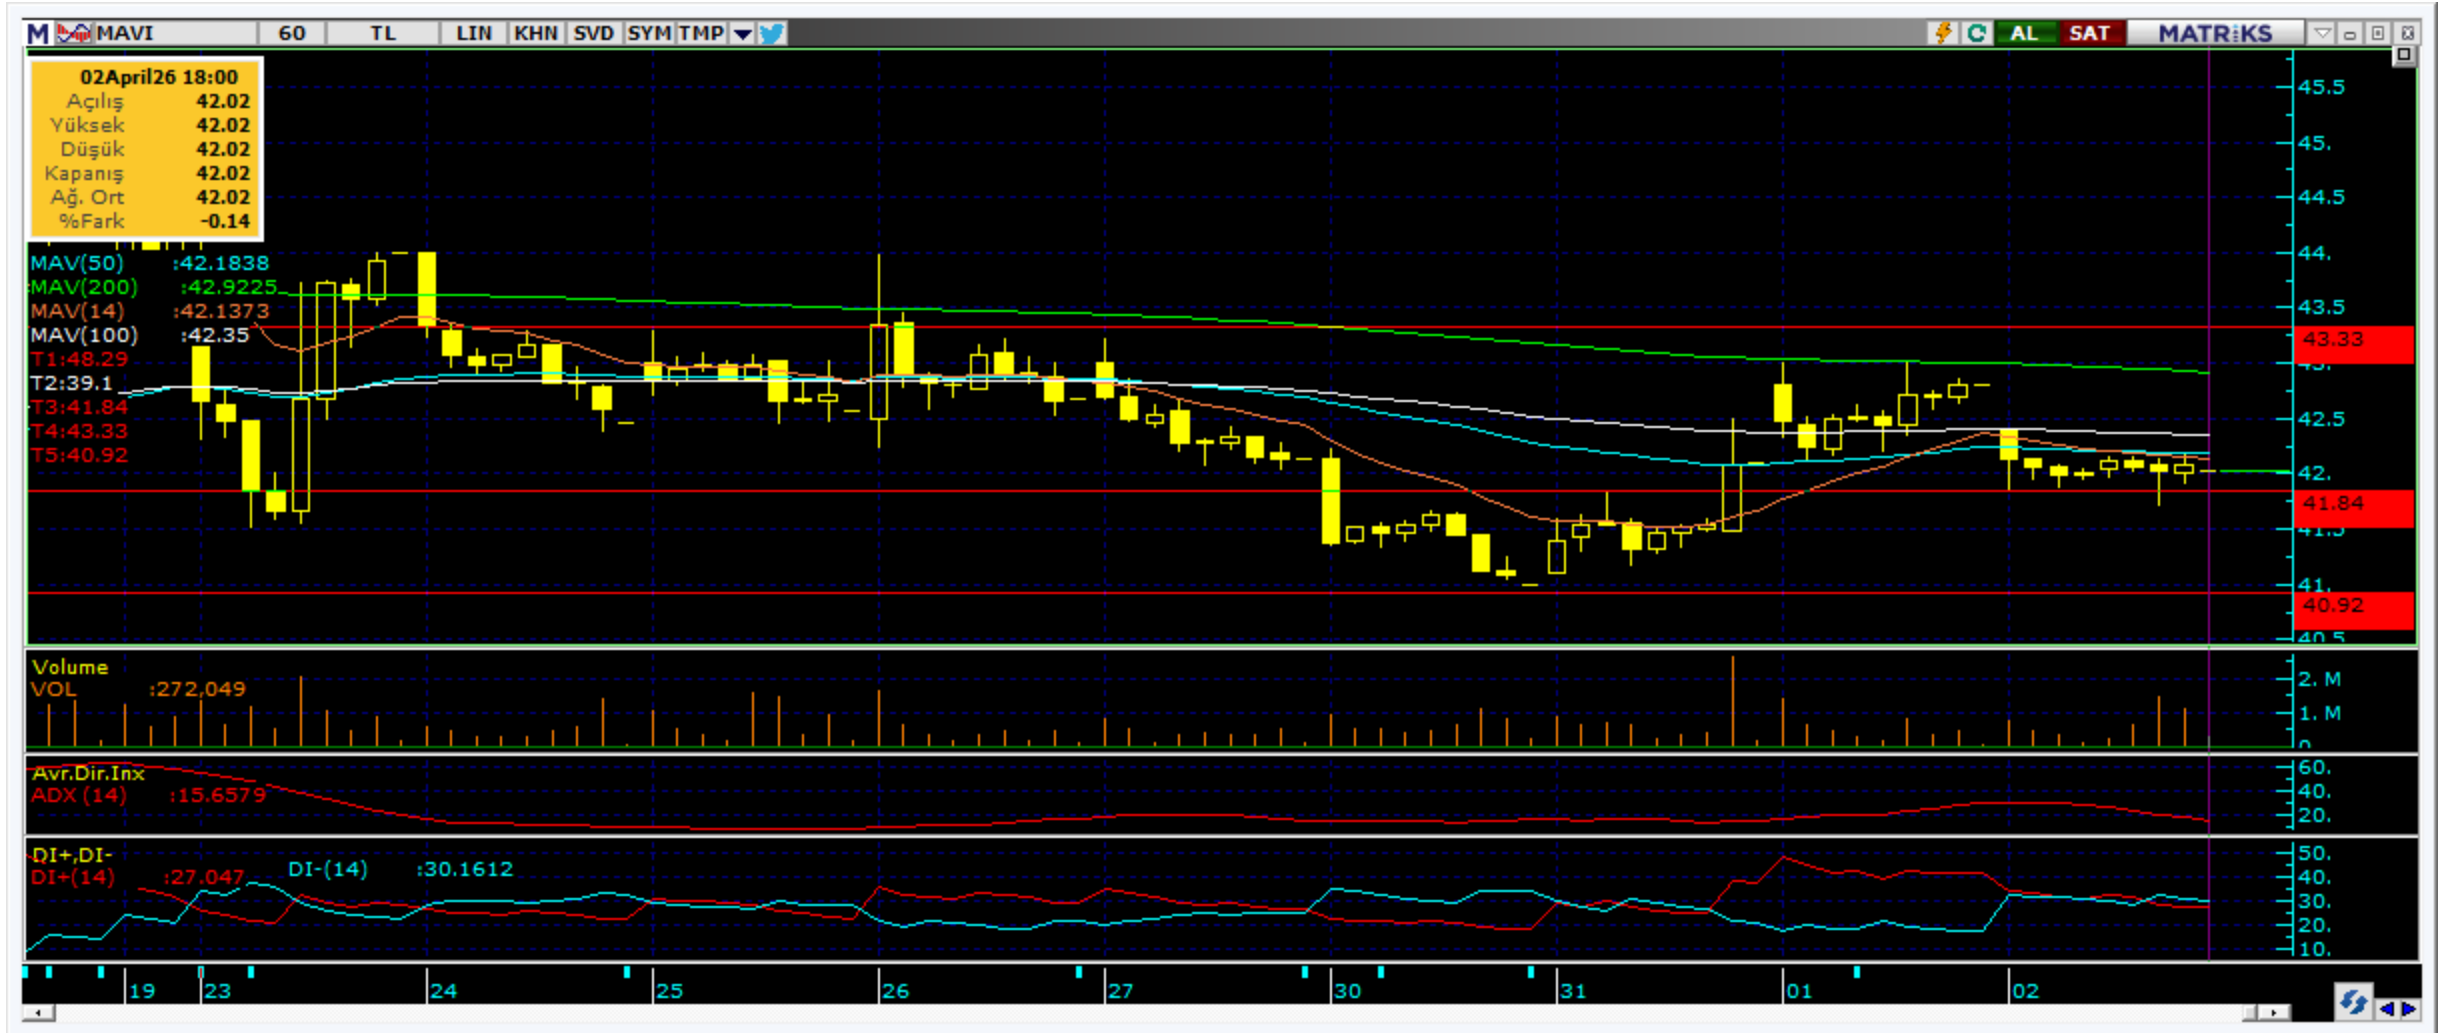 M MAVI 60 TL LIN KHN SVD SYM TMP AL SAT MATRiKS
02April26 18:00
Açılış 42.02
Yüksek 42.02
Düşük 42.02
Kapanış 42.02
Ağ. Ort 42.02
%Fark -0.14
MAV(50) :42.1838
MAV(200) :42.9225
MAV(14) :42.1373
MAV(100) :42.35
T1:48.29
T2:39.1
T3:41.84
T4:43.33
T5:40.92
45.5
45.
44.5
44.
43.5
43.33
43.
42.5
42.
41.84
41.5
41.
40.92
40.5
Volume
VOL :272,049
2. M
1. M
0
Avr.Dir.Inx
ADX (14) :15.6579
60.
40.
20.
DI+,DI-
DI+(14) :27.047 DI-(14) :30.1612
50.
40.
30.
20.
10.
19 23 24 25 26 27 30 31 01 02